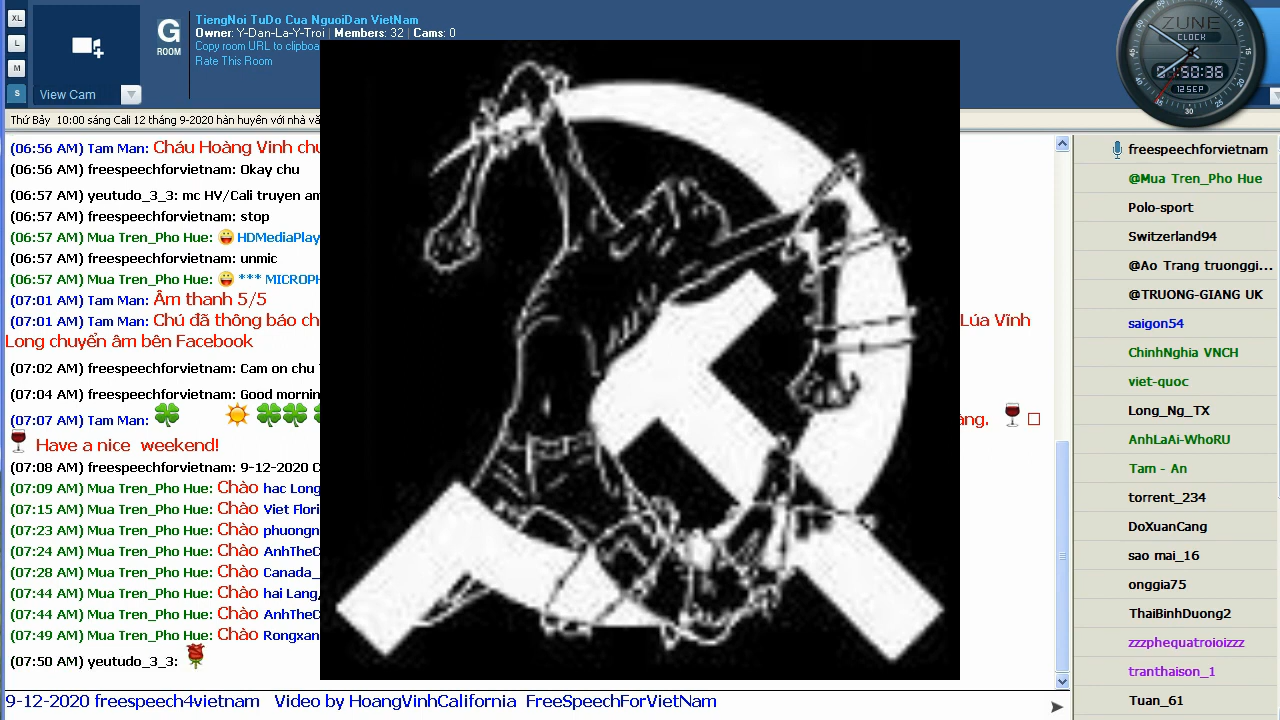 XL
L
M
S
View Cam
G
ROOM
TiengNoi TuDo Cua NguoiDan VietNam
Owner: Y-Dan-La-Y-Troi | Members: 32 | Cams: 0
Copy room URL to clipboa
Rate This Room
ZUNE
CLOCK
12SEP
Thứ Bảy 10:00 sáng Cali 12 tháng 9-2020 hàn huyên với nhà vă
(06:56 AM) Tam Man: Cháu Hoàng Vinh chu
(06:56 AM) freespeechforvietnam: Okay chu
(06:57 AM) yeutudo_3_3: mc HV/Cali truyen am
(06:57 AM) freespeechforvietnam: stop
(06:57 AM) Mua Tren_Pho Hue: HDMediaPlay
(06:57 AM) freespeechforvietnam: unmic
(06:57 AM) Mua Tren_Pho Hue: *** MICROPH
(07:01 AM) Tam Man: Âm thanh 5/5
(07:01 AM) Tam Man: Chú đã thông báo ch Lúa Vĩnh
Long chuyển âm bên Facebook
(07:02 AM) freespeechforvietnam: Cam on chu
(07:04 AM) freespeechforvietnam: Good mornin
(07:07 AM) Tam Man:
Have a nice weekend!
(07:08 AM) freespeechforvietnam: 9-12-2020 C
(07:09 AM) Mua Tren_Pho Hue: Chào hac Long
(07:15 AM) Mua Tren_Pho Hue: Chào Viet Flori
(07:23 AM) Mua Tren_Pho Hue: Chào phuongn
(07:24 AM) Mua Tren_Pho Hue: Chào AnhTheC
(07:28 AM) Mua Tren_Pho Hue: Chào Canada_
(07:44 AM) Mua Tren_Pho Hue: Chào hai Lang
(07:44 AM) Mua Tren_Pho Hue: Chào AnhTheC
(07:49 AM) Mua Tren_Pho Hue: Chào Rongxan
(07:50 AM) yeutudo_3_3:
9-12-2020 freespeech4vietnam Video by HoangVinhCalifornia FreeSpeechForVietNam
freespeechforvietnam
@Mua Tren_Pho Hue
Polo-sport
Switzerland94
@Ao Trang truonggi...
@TRUONG-GIANG UK
saigon54
ChinhNghia VNCH
viet-quoc
Long_Ng_TX
AnhLaAi-WhoRU
Tam - An
torrent_234
DoXuanCang
sao mai_16
onggia75
ThaiBinhDuong2
zzzphequatroioizzz
tranthaison_1
Tuan_61